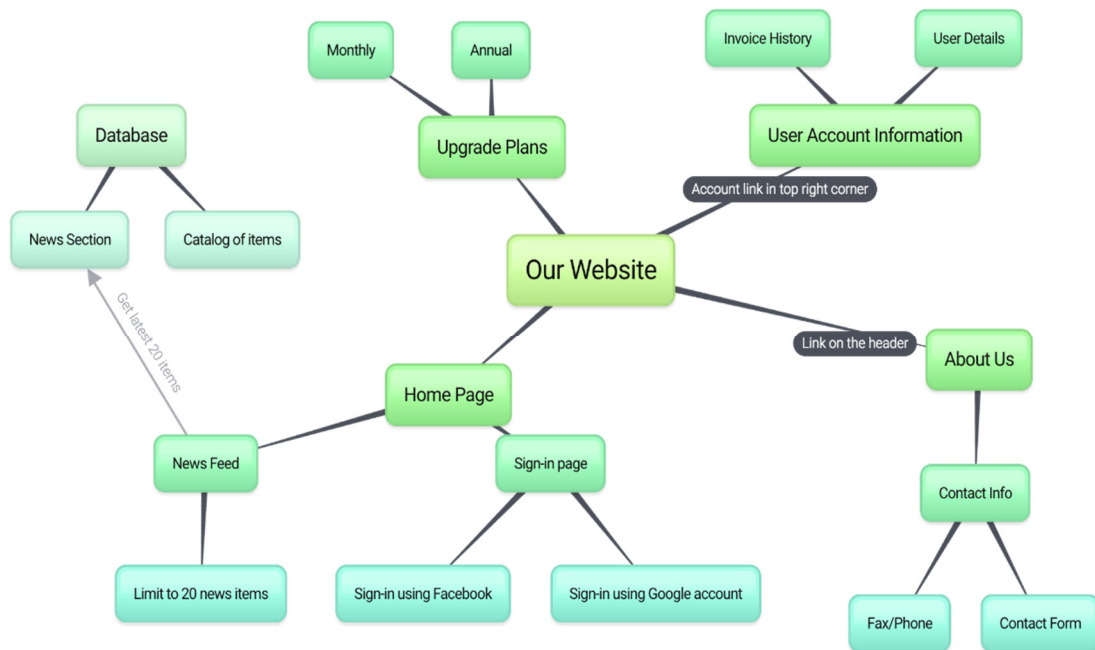 Monthly
Annual
Invoice History
User Details
Database
Upgrade Plans
User Account Information
Account link in top right corner
News Section
Catalog of items
Our Website
Get latest 20 items
Link on the header
About Us
Home Page
News Feed
Sign-in page
Contact Info
Limit to 20 news items
Sign-in using Facebook
Sign-in using Google account
Fax/Phone
Contact Form